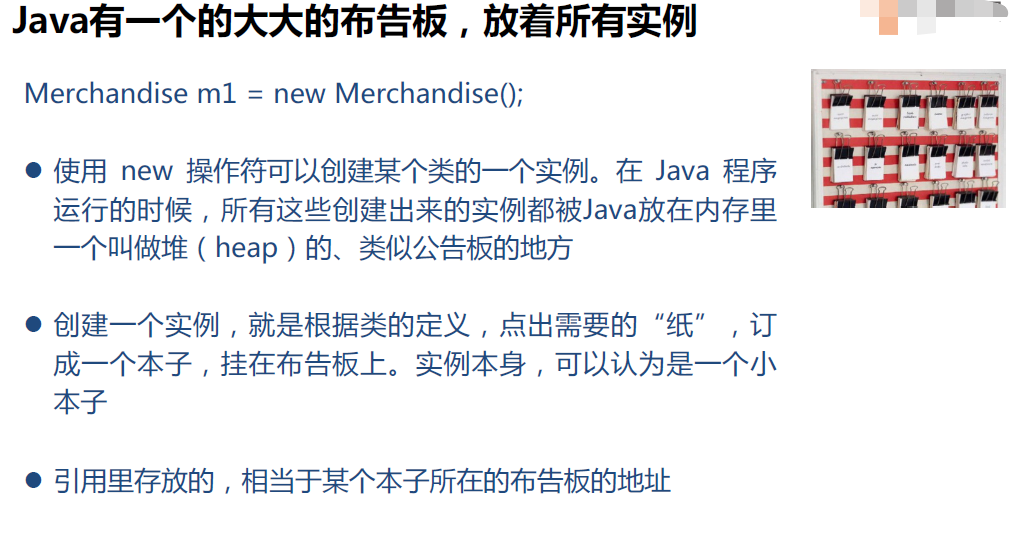 Java有一个的大大的布告板，放着所有实例
Merchandise m1 = new Merchandise();
● 使用 new 操作符可以创建某个类的一个实例。在 Java 程序
运行的时候，所有这些创建出来的实例都被Java放在内存里
一个叫做堆（heap）的、类似公告板的地方
● 创建一个实例，就是根据类的定义，点出需要的“纸”，订
成一个本子，挂在布告板上。实例本身，可以认为是一个小
本子
● 引用里存放的，相当于某个本子所在的布告板的地址